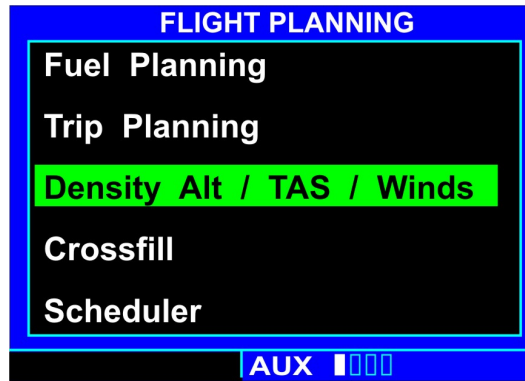 FLIGHT PLANNING
Fuel Planning
Trip Planning
Density Alt / TAS / Winds
Crossfill
Scheduler
AUX